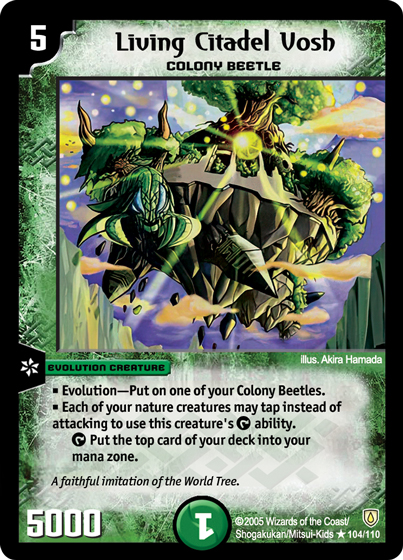 5
Living Citadel Vosh
COLONY BEETLE
illus. Akira Hamada
EVOLUTION CREATURE
▪ Evolution—Put on one of your Colony Beetles.
▪ Each of your nature creatures may tap instead of
attacking to use this creature's ability.
Put the top card of your deck into your
mana zone.
A faithful imitation of the World Tree.
5000
1
©2005 Wizards of the Coast/
Shogakukan/Mitsui-Kids ★ 104/110